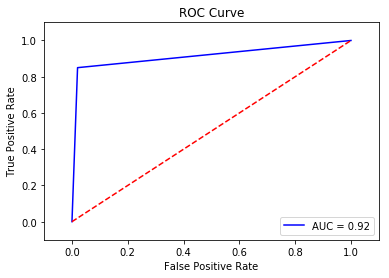 ROC Curve
True Positive Rate
1.0
0.8
0.6
0.4
0.2
0.0
0.0 0.2 0.4 0.6 0.8 1.0
False Positive Rate
AUC = 0.92